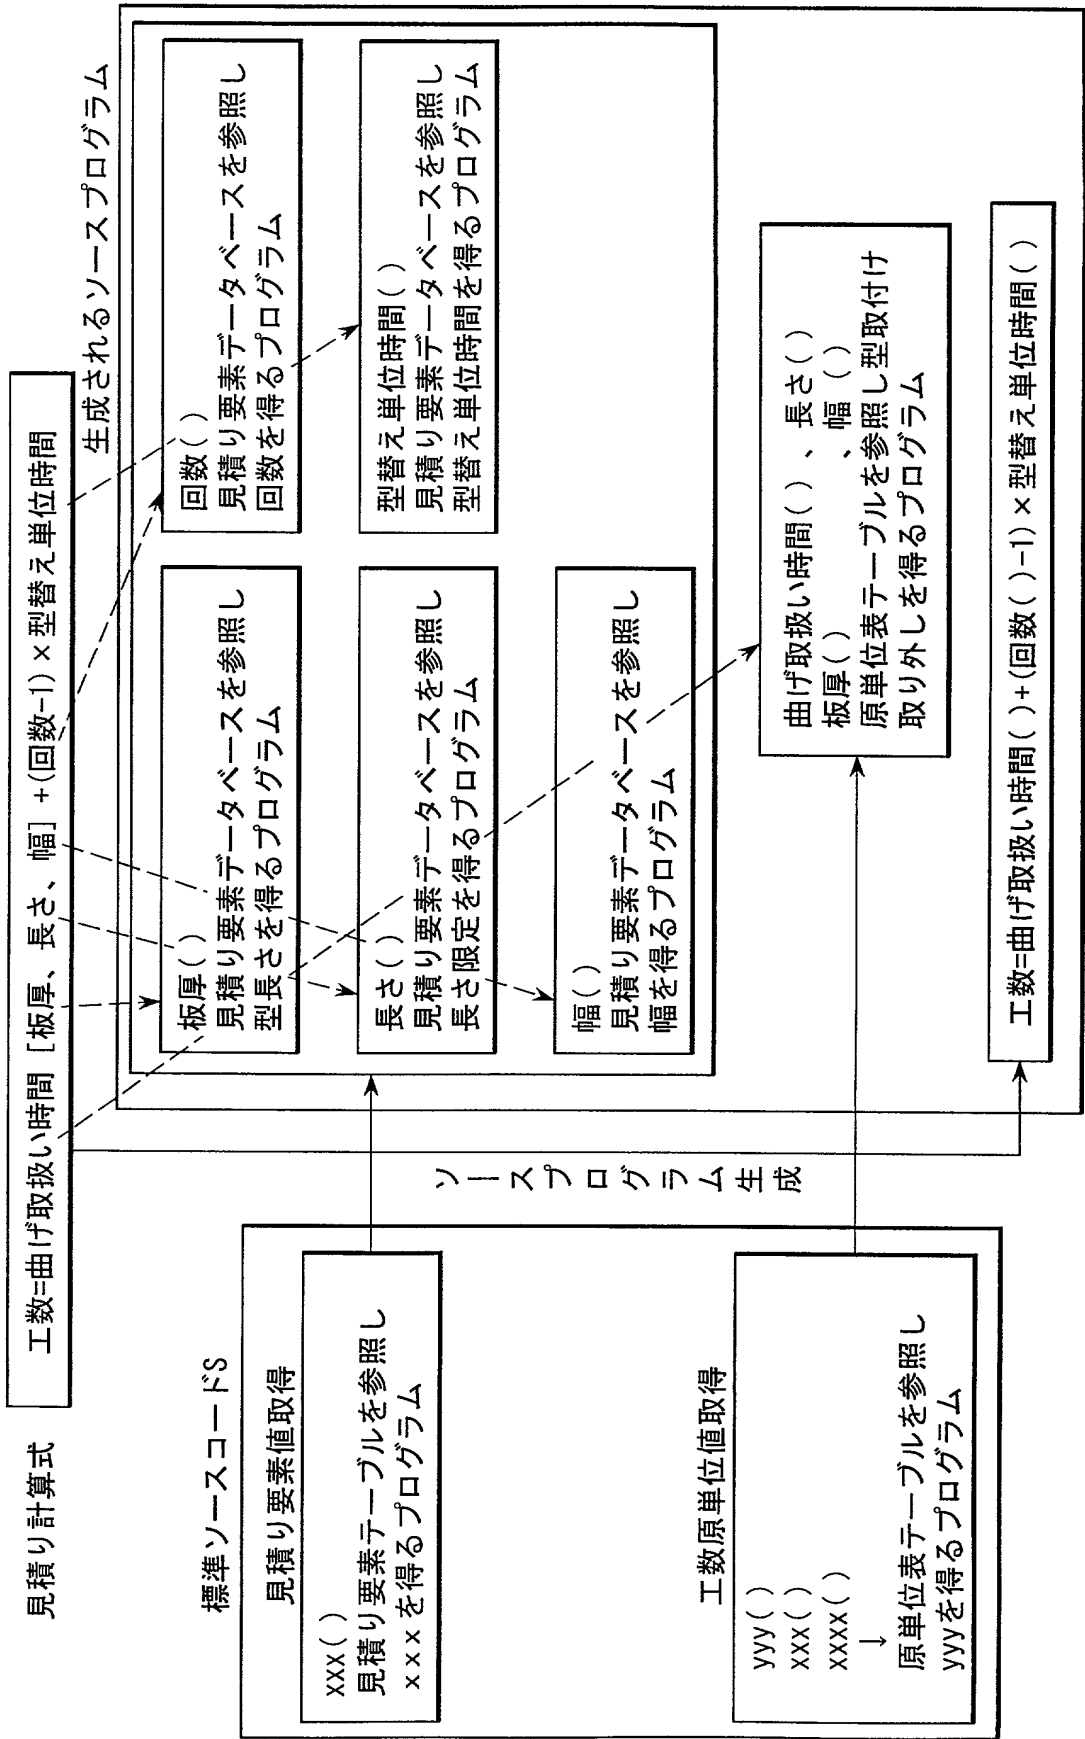 見積り計算式
工数=曲げ取扱い時間 [板厚、長さ、幅] +(回数-1)×型替え単位時間
標準ソースコードS
見積り要素値取得
xxx( )
見積り要素テーブルを参照し
×××を得るプログラム
工数原単位値取得
yyy( )
xxx( )
xxxx( )
↓
原単位表テーブルを参照し
yyyを得るプログラム
ソースプログラム生成
生成されるソースプログラム
板厚( )
見積り要素データベースを参照し
型長さを得るプログラム
回数( )
見積り要素データベースを参照し
回数を得るプログラム
長さ( )
見積り要素データベースを参照し
長さ限定を得るプログラム
型替え単位時間( )
見積り要素データベースを参照し
型替え単位時間を得るプログラム
幅( )
見積り要素データベースを参照し
幅を得るプログラム
曲げ取扱い時間( ) 、長さ( )
板厚( ) 、幅 ( )
原単位表テーブルを参照し型取付け
取り外しを得るプログラム
工数=曲げ取扱い時間( )+(回数( )-1)×型替え単位時間( )